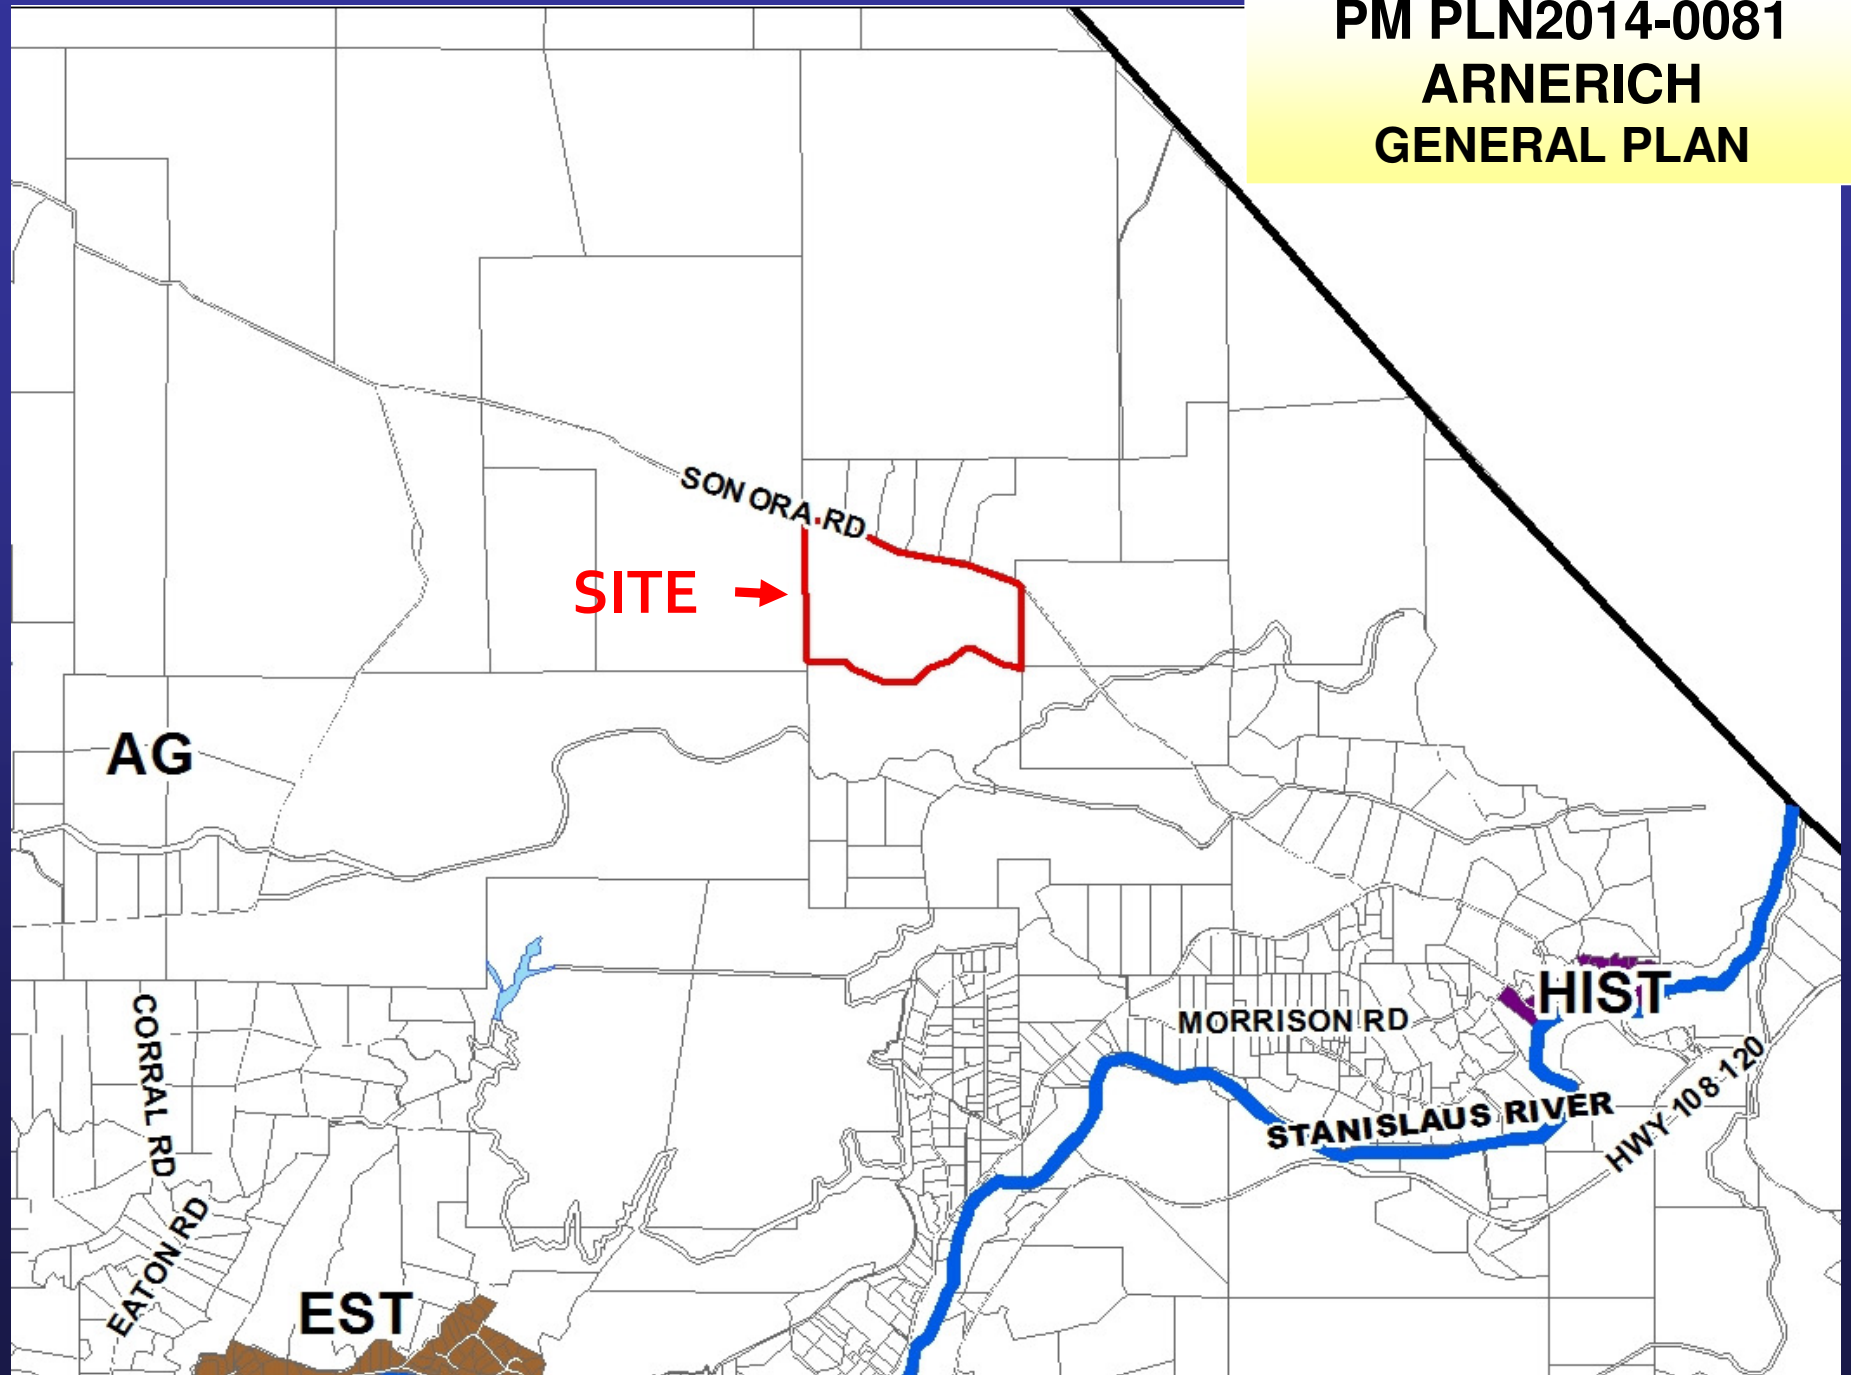 PM PLN2014-0081
ARNERICH
GENERAL PLAN
SONORA RD
SITE
AG
HIST
MORRISON RD
CORRAL RD
HWY 108-120
STANISLAUS RIVER
EATON RD
EST